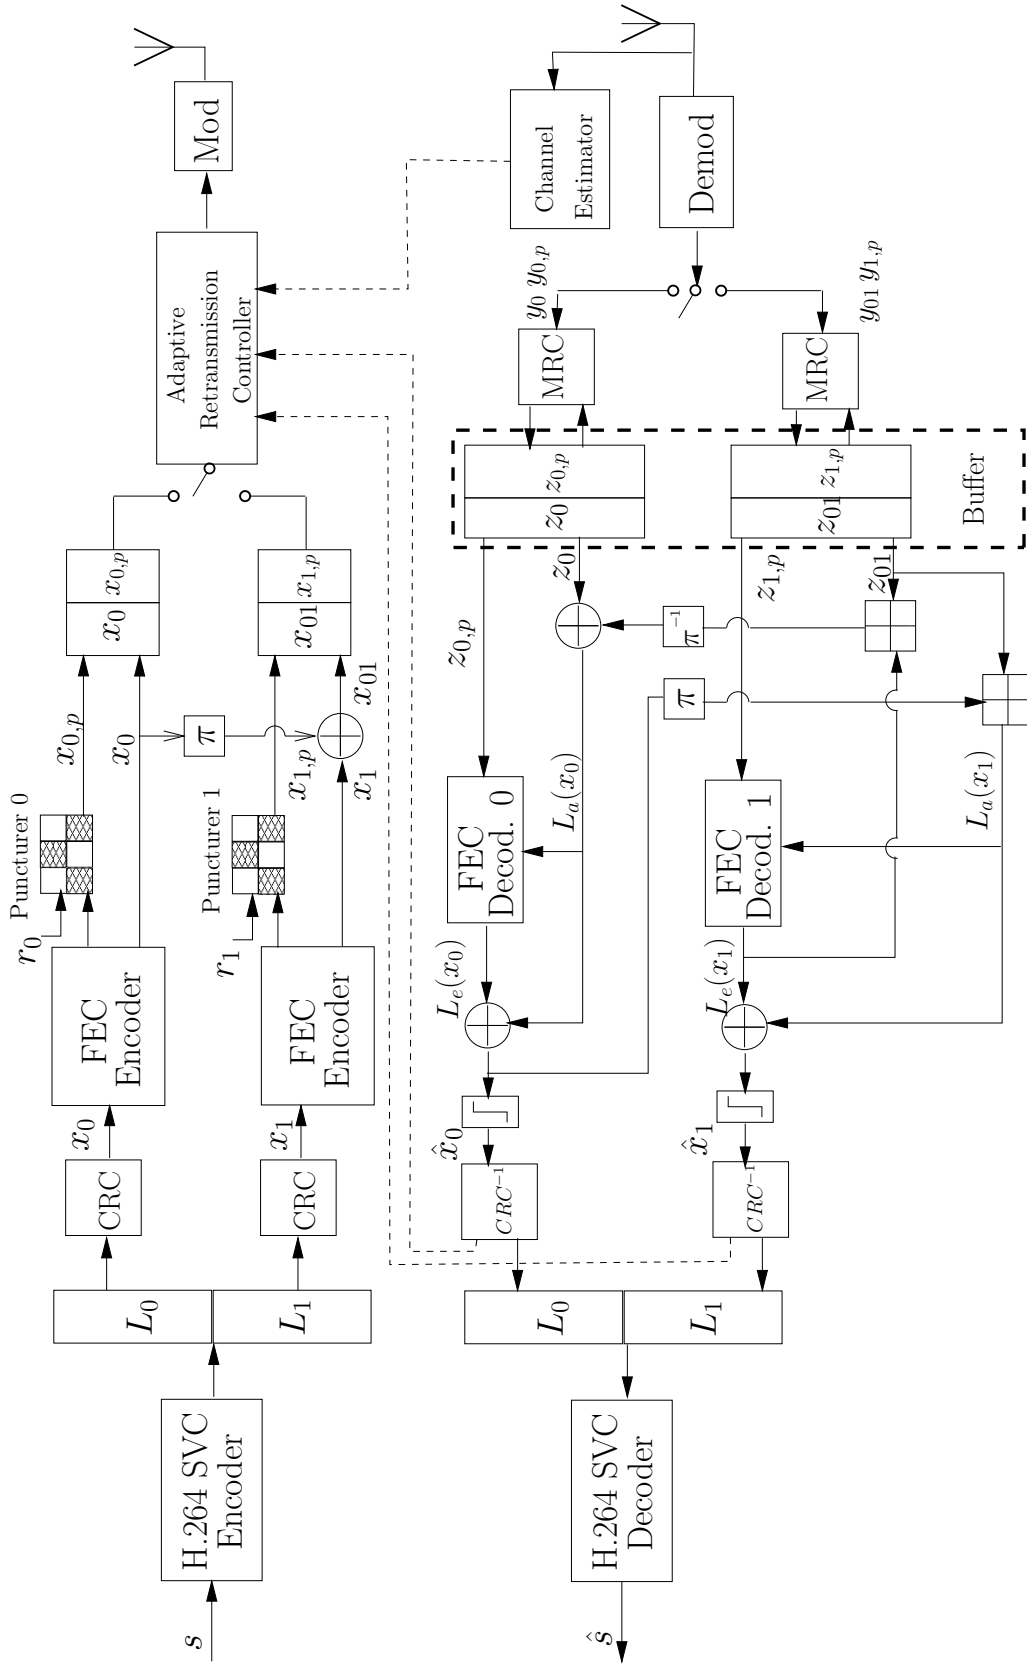 s
H.264 SVC
Encoder
L₀
L₁
CRC
CRC
x₀
x₁
FEC
Encoder
FEC
Encoder
r₀
r₁
Puncturer 0
Puncturer 1
x₀,ₚ
x₀
π
x₁,ₚ
x₁
x₀₁
x₀
x₀,ₚ
x₀₁
x₁,ₚ
Adaptive
Retransmission
Controller
Mod
ŝ
H.264 SVC
Decoder
L₀
L₁
CRC⁻¹
CRC⁻¹
x̂₀
x̂₁
Lₑ(x₀)
Lₑ(x₁)
FEC
Decod. 0
FEC
Decod. 1
Lₐ(x₀)
Lₐ(x₁)
π
π⁻¹
z₀,ₚ
z₀
z₁,ₚ
z₀₁
z₀
z₀,ₚ
z₀₁
z₁,ₚ
Buffer
MRC
MRC
y₀ y₀,ₚ
y₀₁ y₁,ₚ
Channel
Estimator
Demod